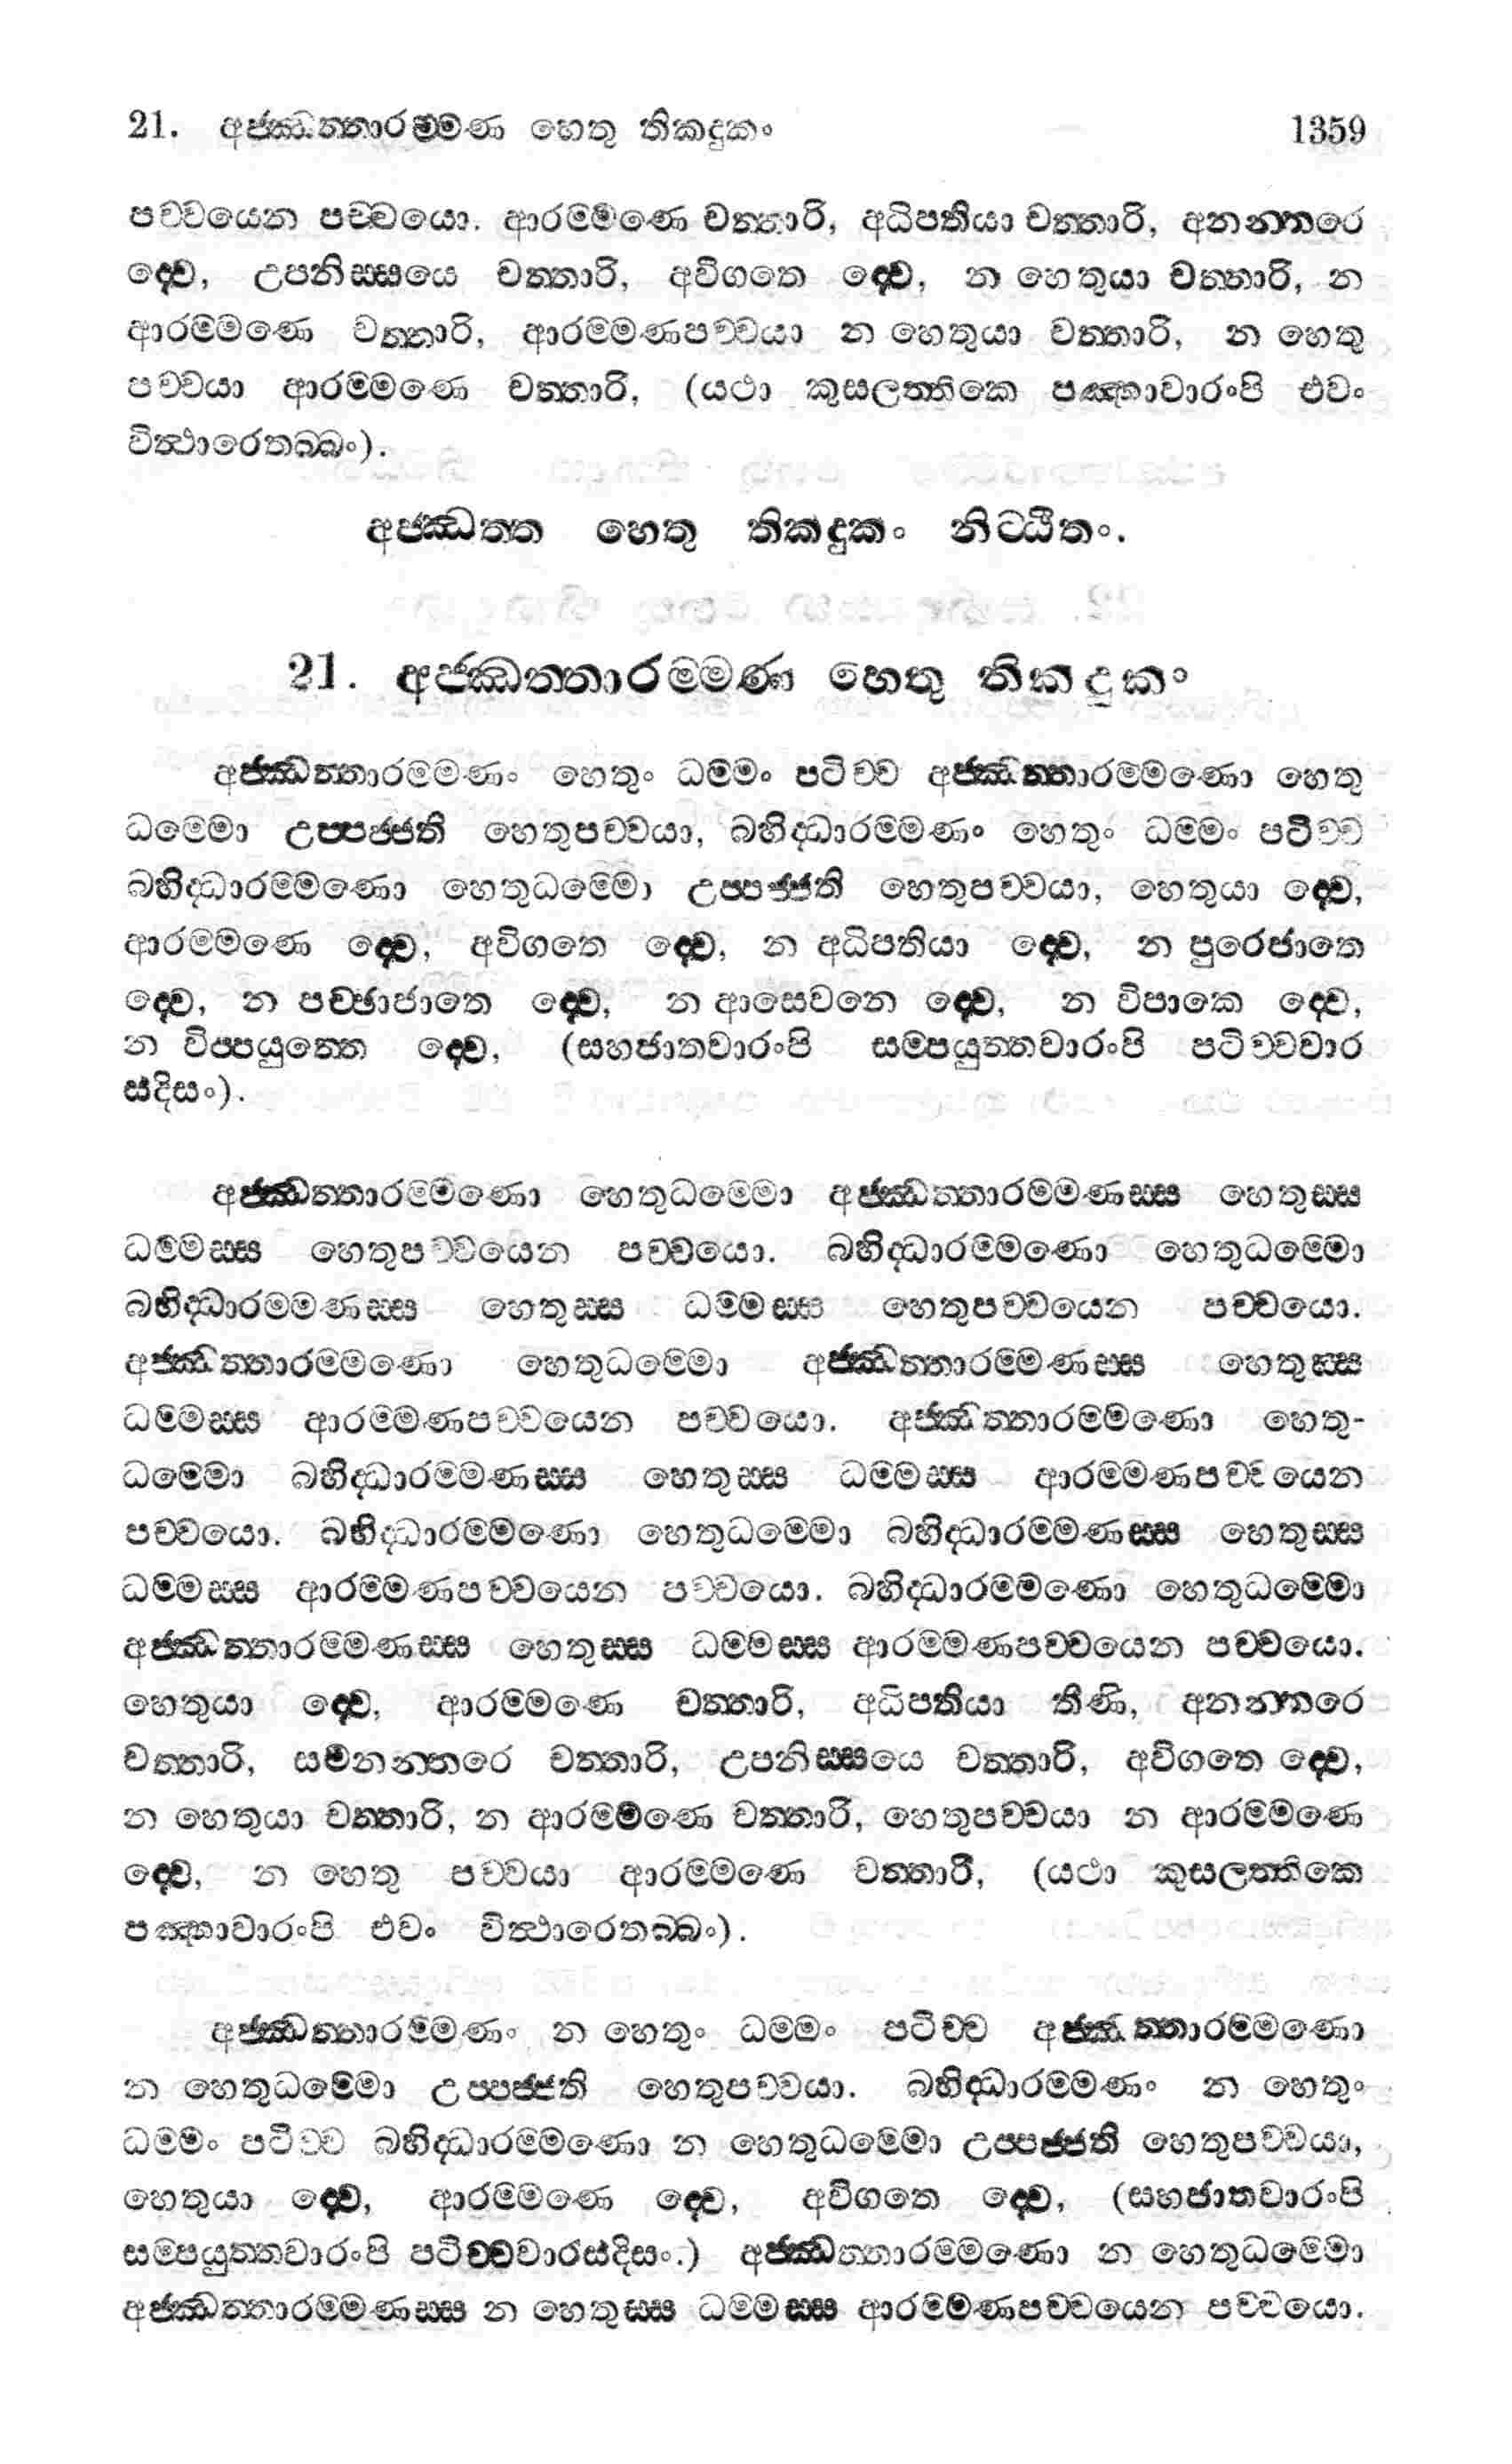 21. අජ්ඣත්තාරම්මණ හෙතු තිකදුකං 1359
පච්චයෙන පච්චයො. ආරම්මණෙ චත්තාරි, අධිපතියා චත්තාරි, අනන්තරෙ
ද්වෙ, උපනිස්සයෙ චත්තාරි, අවිගතෙ ද්වෙ, න හෙතුයා චත්තාරි, න
ආරම්මණෙ චත්තාරි, ආරම්මණපච්චයා න හෙතුයා චත්තාරි, න හෙතු
පච්චයා ආරම්මණෙ චත්තාරි, (යථා කුසලත්තිකෙ පඤ්හාවාරංපි එවං
විත්ථාරෙතබ්බං).
අජ්ඣත්ත හෙතු තිකදුකං නිට්ඨිතං.
21. අජ්ඣත්තාරම්මණ හෙතු තිකදුකං
අජ්ඣත්තාරම්මණං හෙතුං ධම්මං පටිච්ච අජ්ඣත්තාරම්මණො හෙතු
ධම්මො උප්පජ්ජති හෙතුපච්චයා, බහිද්ධාරම්මණං හෙතුං ධම්මං පටිච්ච
බහිද්ධාරම්මණො හෙතුධම්මො උප්පජ්ජති හෙතුපච්චයා, හෙතුයා ද්වෙ,
ආරම්මණෙ ද්වෙ, අවිගතෙ ද්වෙ, න අධිපතියා ද්වෙ, න පුරෙජාතෙ
ද්වෙ, න පච්ඡාජාතෙ ද්වෙ, න ආසෙවනෙ ද්වෙ, න විපාකෙ ද්වෙ,
න විප්පයුත්තෙ ද්වෙ, (සහජාතවාරංපි සම්පයුත්තවාරංපි පටිච්චවාර
ස්දිසං).
අජ්ඣත්තාරම්මණො හෙතුධම්මො අජ්ඣත්තාරම්මණස්ස හෙතුස්ස
ධම්මස්ස හෙතුපච්චයෙන පච්චයො. බහිද්ධාරම්මණො හෙතුධම්මො
බහිද්ධාරම්මණස්ස හෙතුස්ස ධම්මස්ස හෙතුපච්චයෙන පච්චයො.
අජ්ඣත්තාරම්මණො හෙතුධම්මො අජ්ඣත්තාරම්මණස්ස හෙතුස්ස
ධම්මස්ස ආරම්මණපච්චයෙන පච්චයො. අජ්ඣත්තාරම්මණො හෙතු-
ධම්මො බහිද්ධාරම්මණස්ස හෙතුස්ස ධම්මස්ස ආරම්මණපච්චයෙන
පච්චයො. බහිද්ධාරම්මණො හෙතුධම්මො බහිද්ධාරම්මණස්ස හෙතුස්ස
ධම්මස්ස ආරම්මණපච්චයෙන පච්චයො. බහිද්ධාරම්මණො හෙතුධම්මො
අජ්ඣත්තාරම්මණස්ස හෙතුස්ස ධම්මස්ස ආරම්මණපච්චයෙන පච්චයො.
හෙතුයා ද්වෙ, ආරම්මණෙ චත්තාරි, අධිපතියා තීණි, අනන්තරෙ
චත්තාරි, සමනන්තරෙ චත්තාරි, උපනිස්සයෙ චත්තාරි, අවිගතෙ ද්වෙ,
න හෙතුයා චත්තාරි, න ආරම්මණෙ චත්තාරි, හෙතුපච්චයා න ආරම්මණෙ
ද්වෙ, න හෙතු පච්චයා ආරම්මණෙ චත්තාරි, (යථා කුසලත්තිකෙ
පඤ්හාවාරංපි එවං විත්ථාරෙතබ්බං).
අජ්ඣත්තාරම්මණං න හෙතුං ධම්මං පටිච්ච අජ්ඣත්තාරම්මණො
න හෙතුධම්මො උප්පජ්ජති හෙතුපච්චයා. බහිද්ධාරම්මණං න හෙතුං
ධම්මං පටිච්ච බහිද්ධාරම්මණො න හෙතුධම්මො උප්පජ්ජති හෙතුපච්චයා,
හෙතුයා ද්වෙ, ආරම්මණෙ ද්වෙ, අවිගතෙ ද්වෙ, (සහජාතවාරංපි
සම්පයුත්තවාරංපි පටිච්චවාරස්දිසං.) අජ්ඣත්තාරම්මණො න හෙතුධම්මො
අජ්ඣත්තාරම්මණස්ස න හෙතුස්ස ධම්මස්ස ආරම්මණපච්චයෙන පච්චයො.